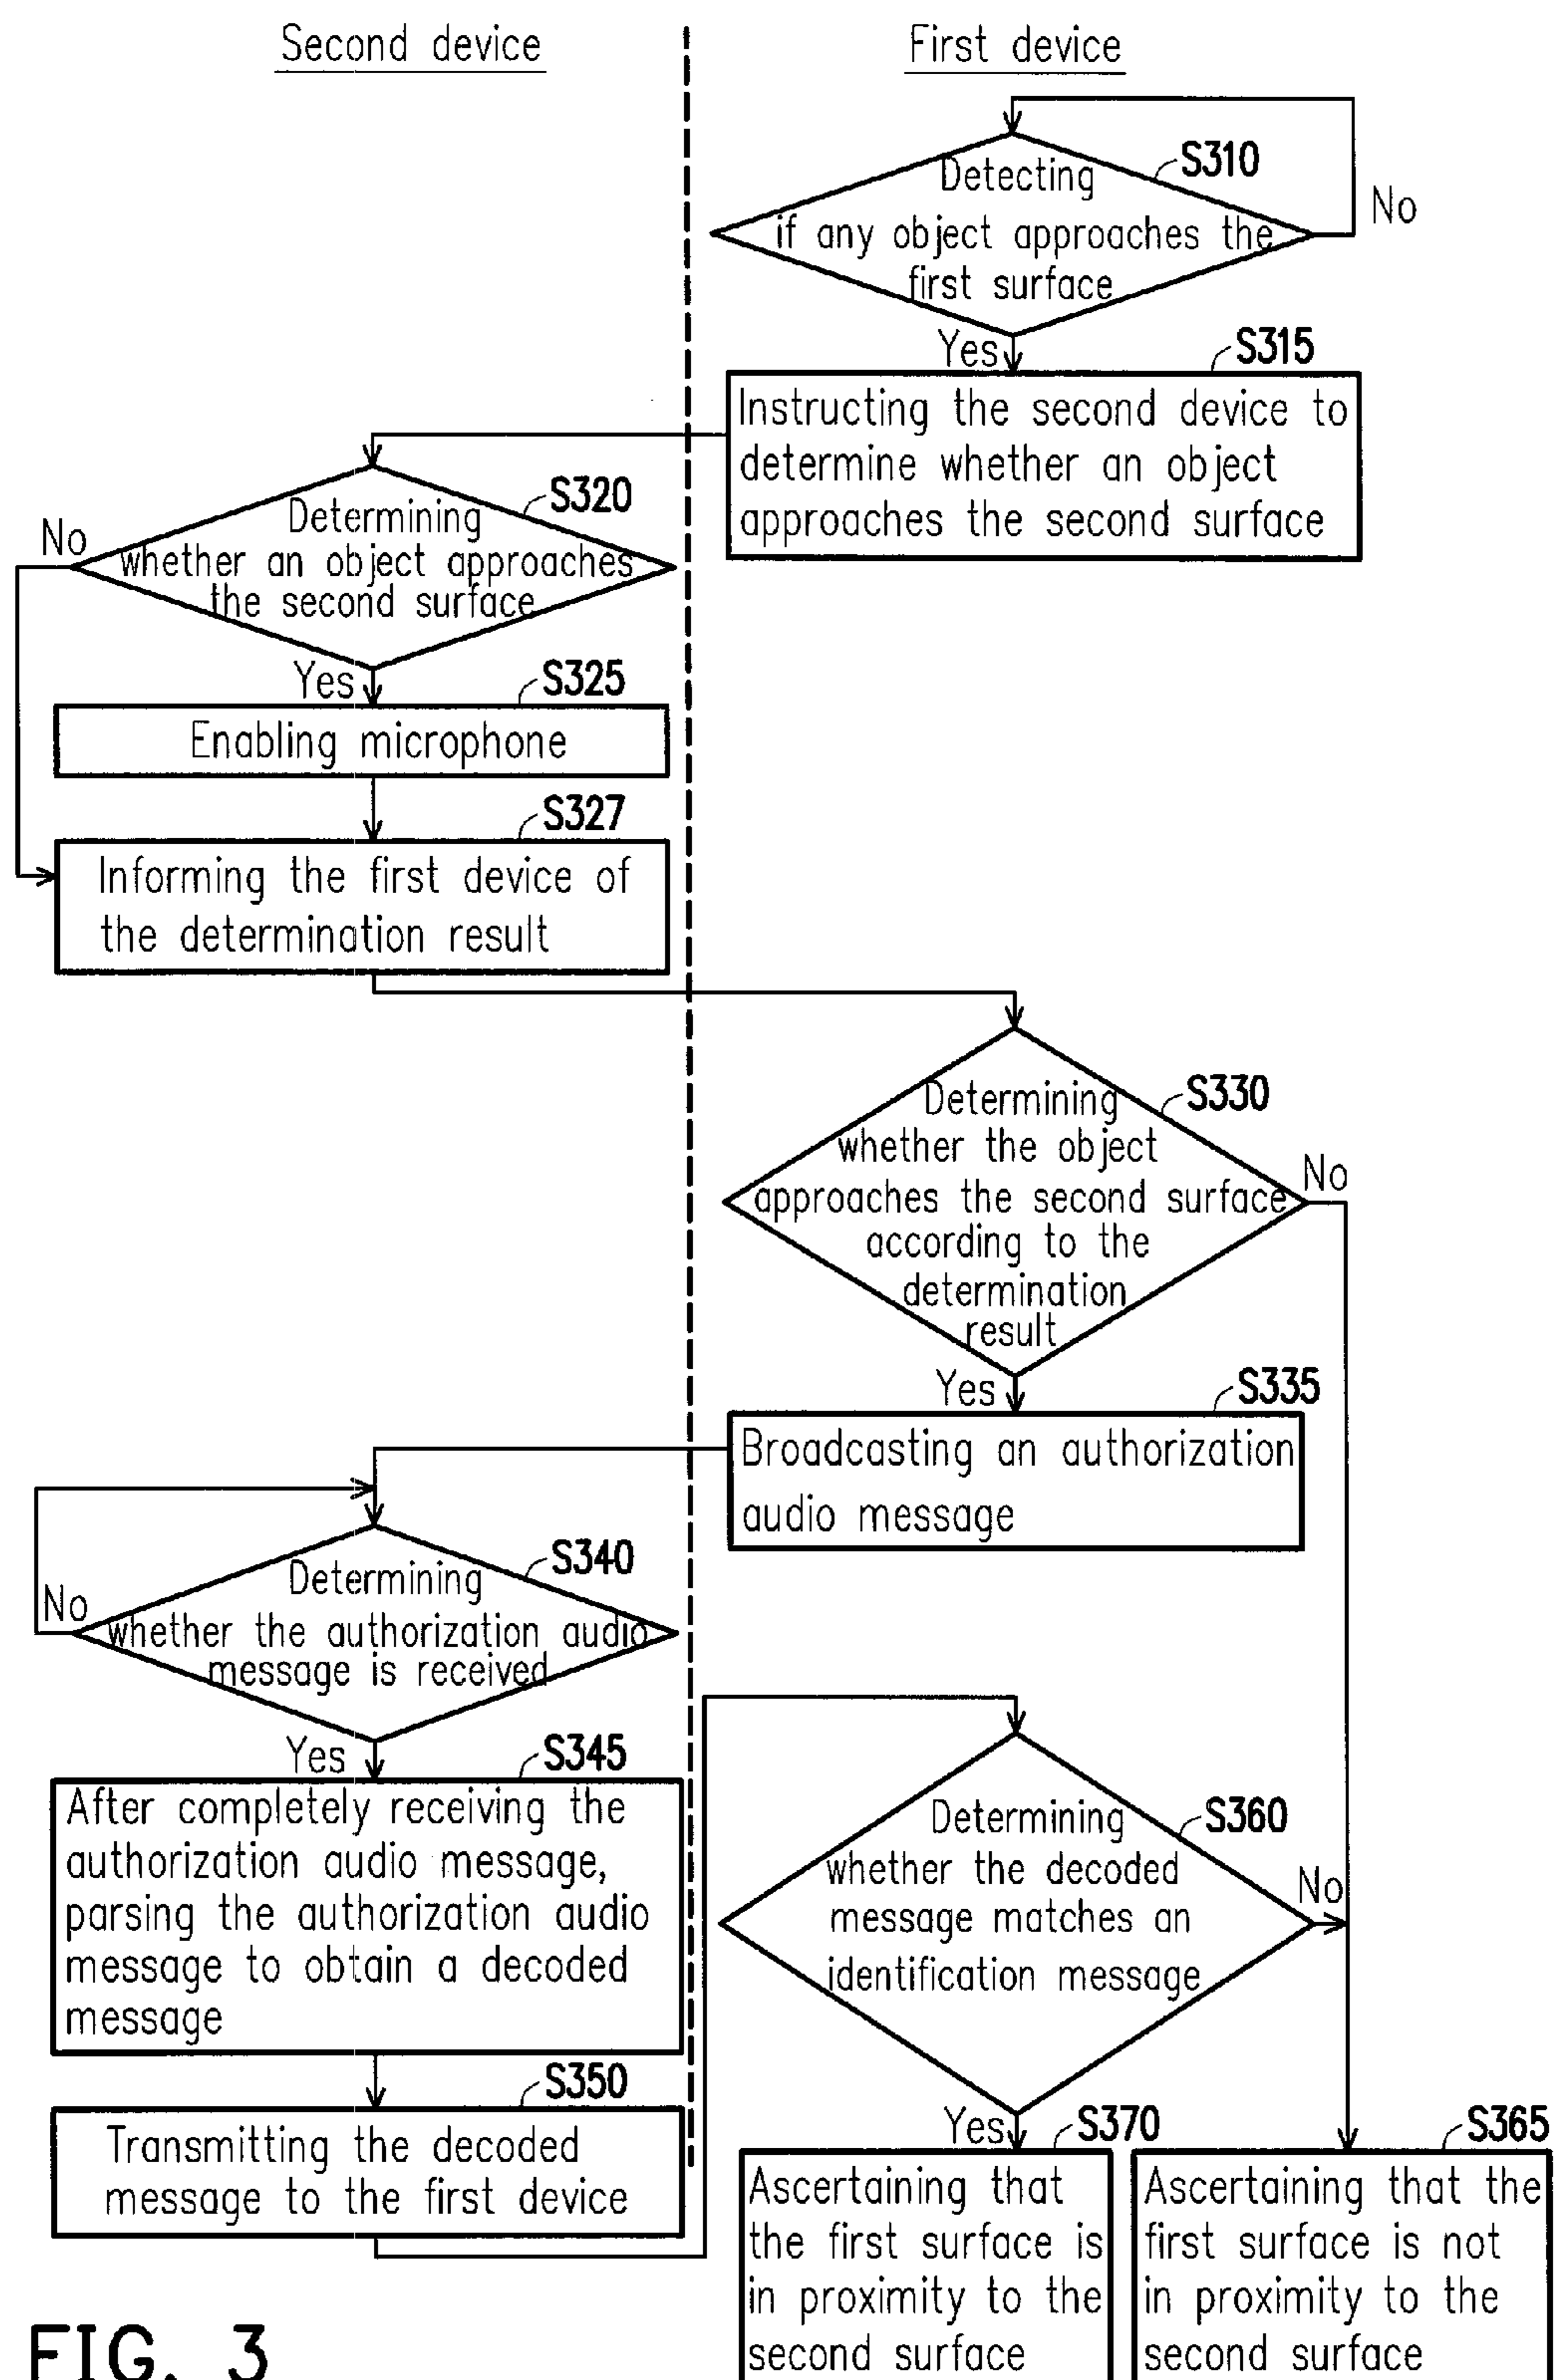 Second device
First device
S310
Detecting
if any object approaches the
first surface
No
Yes
S315
Instructing the second device to
determine whether an object
approaches the second surface
S320
Determining
whether an object approaches
the second surface
No
Yes
S325
Enabling microphone
S327
Informing the first device of
the determination result
S330
Determining
whether the object
approaches the second surface
according to the
determination
result
No
Yes
S335
Broadcasting an authorization
audio message
S340
Determining
whether the authorization audio
message is received
No
Yes
S345
After completely receiving the
authorization audio message,
parsing the authorization audio
message to obtain a decoded
message
S350
Transmitting the decoded
message to the first device
S360
Determining
whether the decoded
message matches an
identification message
No
Yes
S370
Ascertaining that
the first surface is
in proximity to the
second surface
S365
Ascertaining that the
first surface is not
in proximity to the
second surface
FIG. 3